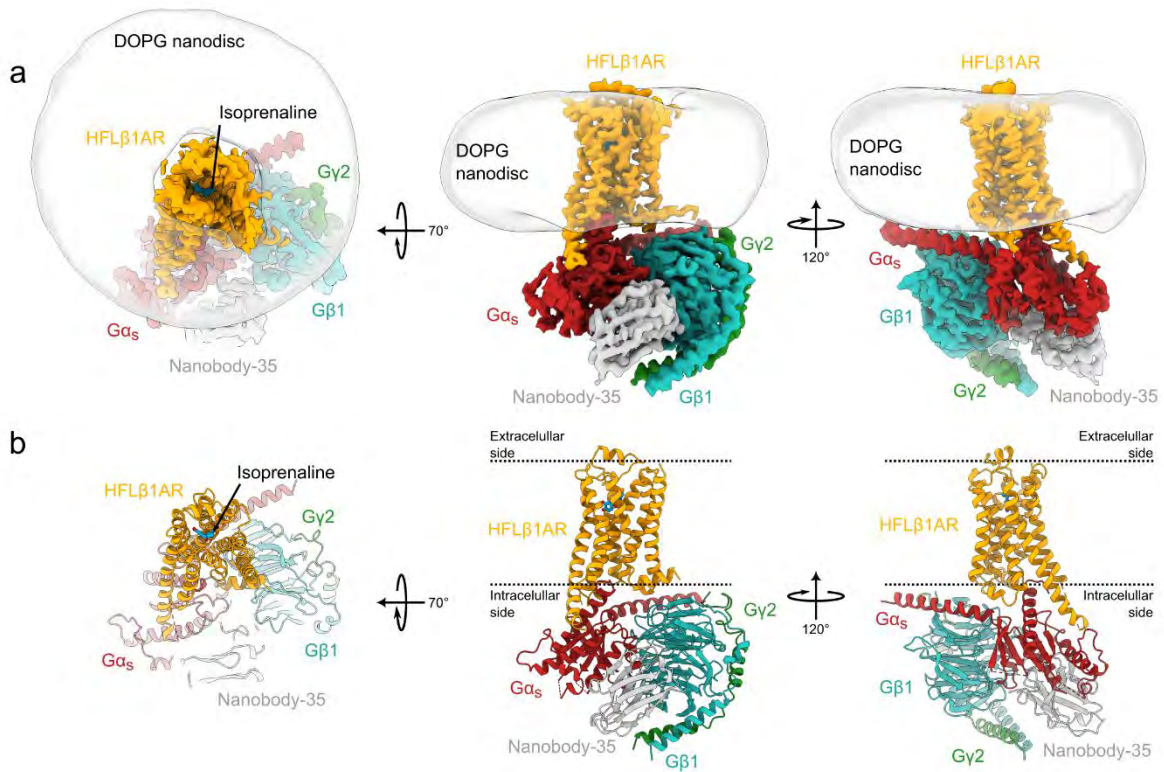 a
DOPG nanodisc
HFLβ1AR
Isoprenaline
Gγ2
Gαs
Gβ1
Nanobody-35
70°
HFLβ1AR
DOPG
nanodisc
Gγ2
Gαs
Nanobody-35
Gβ1
120°
HFLβ1AR
DOPG
nanodisc
Gαs
Gβ1
Gγ2
Nanobody-35
b
HFLβ1AR
Isoprenaline
Gγ2
Gαs
Gβ1
Nanobody-35
70°
Extracelullar
side
HFLβ1AR
Intracelullar
side
Gγ2
Gαs
Nanobody-35
Gβ1
120°
Extracelullar
side
HFLβ1AR
Intracelullar
side
Gαs
Gβ1
Gγ2
Nanobody-35